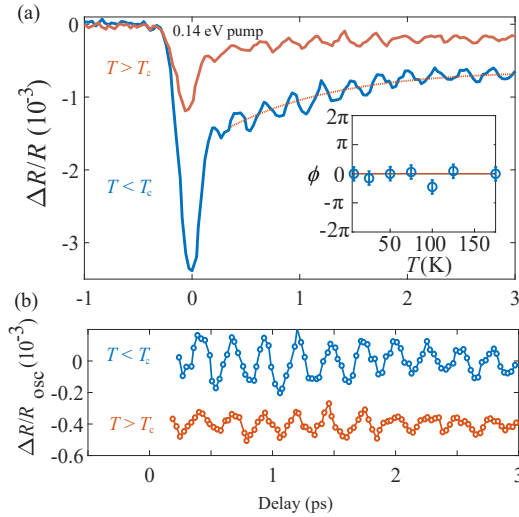 (a)
0
0.14 eV pump
T > Tc
-1
ΔR/R (10⁻³)
T < Tc
-2
-3
2π
π
ϕ 0
-π
-2π
50 100 150
T(K)
-1 0 1 2 3
(b)
T < Tc
0
-0.2
ΔR/R osc (10⁻³)
T > Tc
-0.4
-0.6
0 1 2 3
Delay (ps)